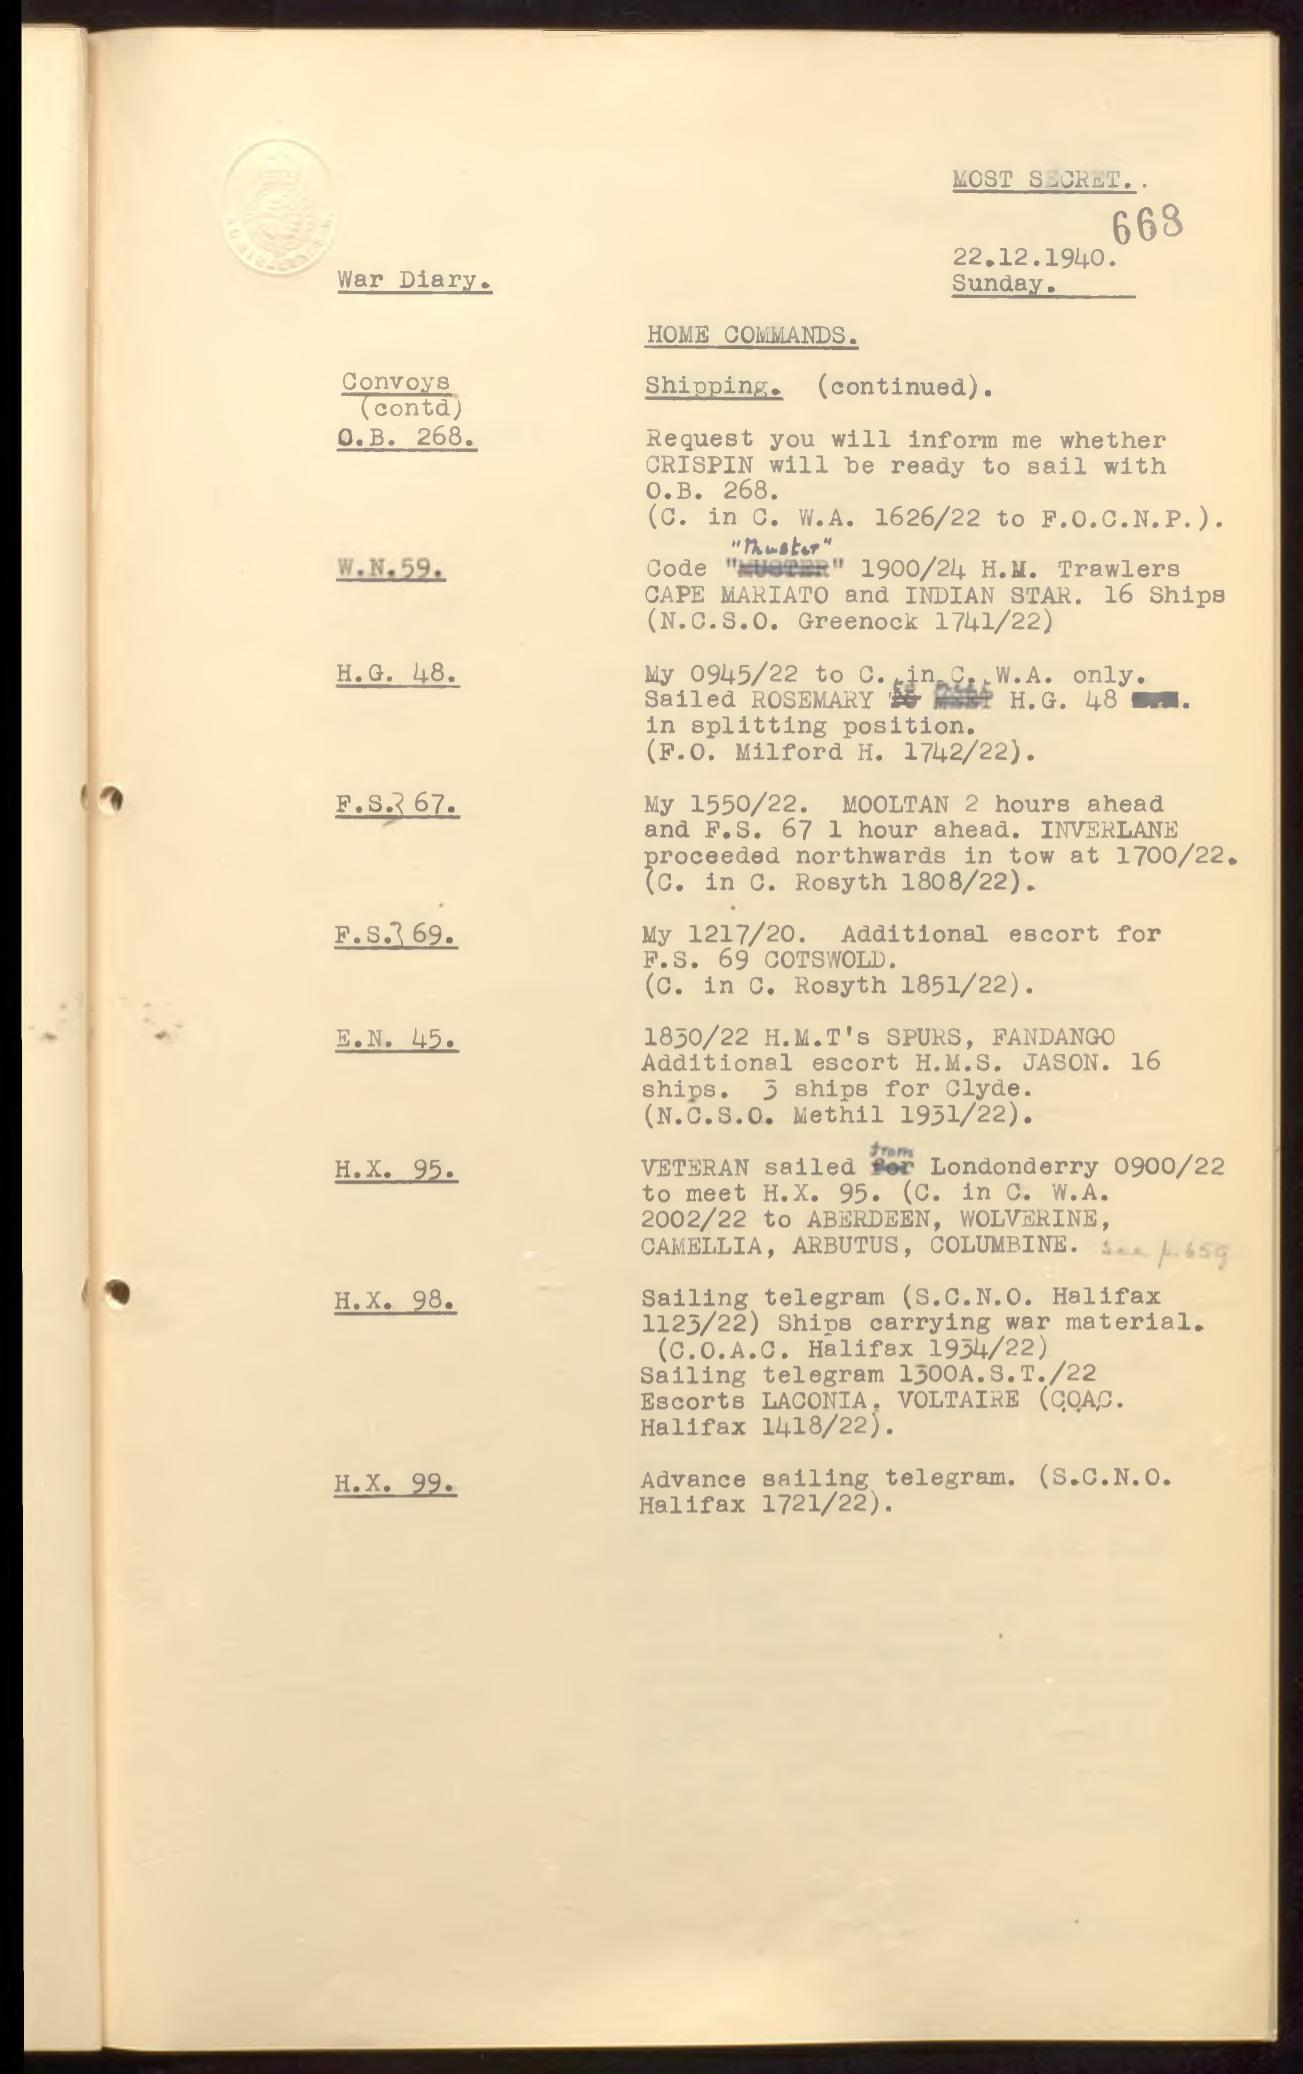 MOST SECRET..
668
22.12.1940.
Sunday.
War Diary.
HOME COMMANDS.
Convoys
(contd)
Shipping. (continued).
O.B. 268.
Request you will inform me whether
CRISPIN will be ready to sail with
O.B. 268.
(C. in C. W.A. 1626/22 to F.O.C.N.P.).
"Muster"
W.N.59.
Code "MUSTER" 1900/24 H.M. Trawlers
CAPE MARIATO and INDIAN STAR. 16 Ships
(N.C.S.O. Greenock 1741/22)
H.G. 48.
My 0945/22 to C. in C. W.A. only.
Sailed ROSEMARY to meet H.G. 48
in splitting position.
(F.O. Milford H. 1742/22).
F.S. 67.
My 1550/22. MOOLTAN 2 hours ahead
and F.S. 67 1 hour ahead. INVERLANE
proceeded northwards in tow at 1700/22.
(C. in C. Rosyth 1808/22).
F.S. 69.
My 1217/20. Additional escort for
F.S. 69 COTSWOLD.
(C. in C. Rosyth 1851/22).
E.N. 45.
1830/22 H.M.T's SPURS, FANDANGO
Additional escort H.M.S. JASON. 16
ships. 3 ships for Clyde.
(N.C.S.O. Methil 1931/22).
from
H.X. 95.
VETERAN sailed for Londonderry 0900/22
to meet H.X. 95. (C. in C. W.A.
2002/22 to ABERDEEN, WOLVERINE,
CAMELLIA, ARBUTUS, COLUMBINE. See p.659
H.X. 98.
Sailing telegram (S.C.N.O. Halifax
1123/22) Ships carrying war material.
(C.O.A.C. Halifax 1934/22)
Sailing telegram 1300A.S.T./22
Escorts LACONIA, VOLTAIRE (COAC.
Halifax 1418/22).
H.X. 99.
Advance sailing telegram. (S.C.N.O.
Halifax 1721/22).